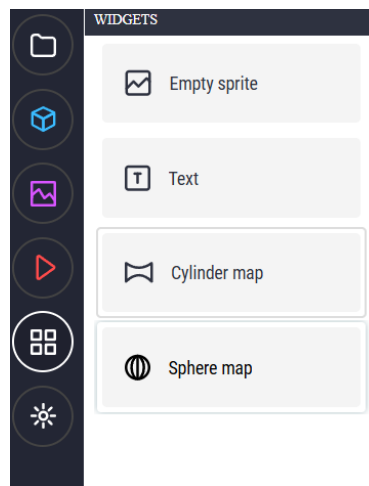 WIDGETS
Empty sprite
T Text
Cylinder map
Sphere map